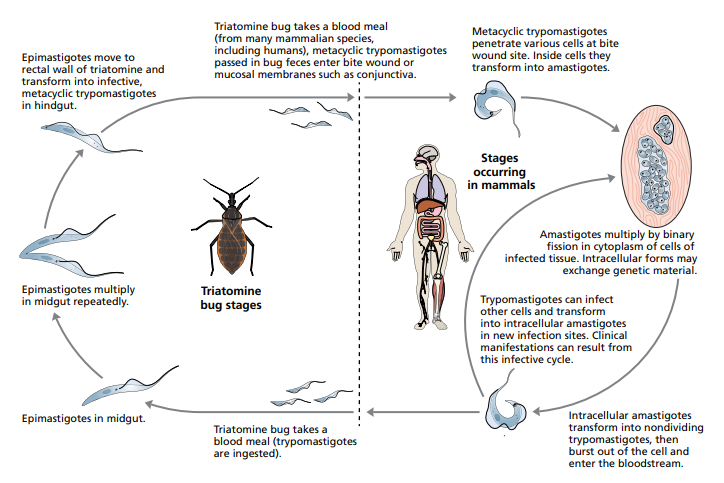 Triatomine bug takes a blood meal
(from many mammalian species,
including humans), metacyclic trypomastigotes
passed in bug feces enter bite wound or
mucosal membranes such as conjunctiva.
Metacyclic trypomastigotes
penetrate various cells at bite
wound site. Inside cells they
transform into amastigotes.
Epimastigotes move to
rectal wall of triatomine and
transform into infective,
metacyclic trypomastigotes
in hindgut.
Stages
occurring
in mammals
Amastigotes multiply by binary
fission in cytoplasm of cells of
infected tissue. Intracellular forms may
exchange genetic material.
Triatomine
bug stages
Epimastigotes multiply
in midgut repeatedly.
Trypomastigotes can infect
other cells and transform
into intracellular amastigotes
in new infection sites. Clinical
manifestations can result from
this infective cycle.
Epimastigotes in midgut.
Triatomine bug takes a
blood meal (trypomastigotes
are ingested).
Intracellular amastigotes
transform into nondividing
trypomastigotes, then
burst out of the cell and
enter the bloodstream.